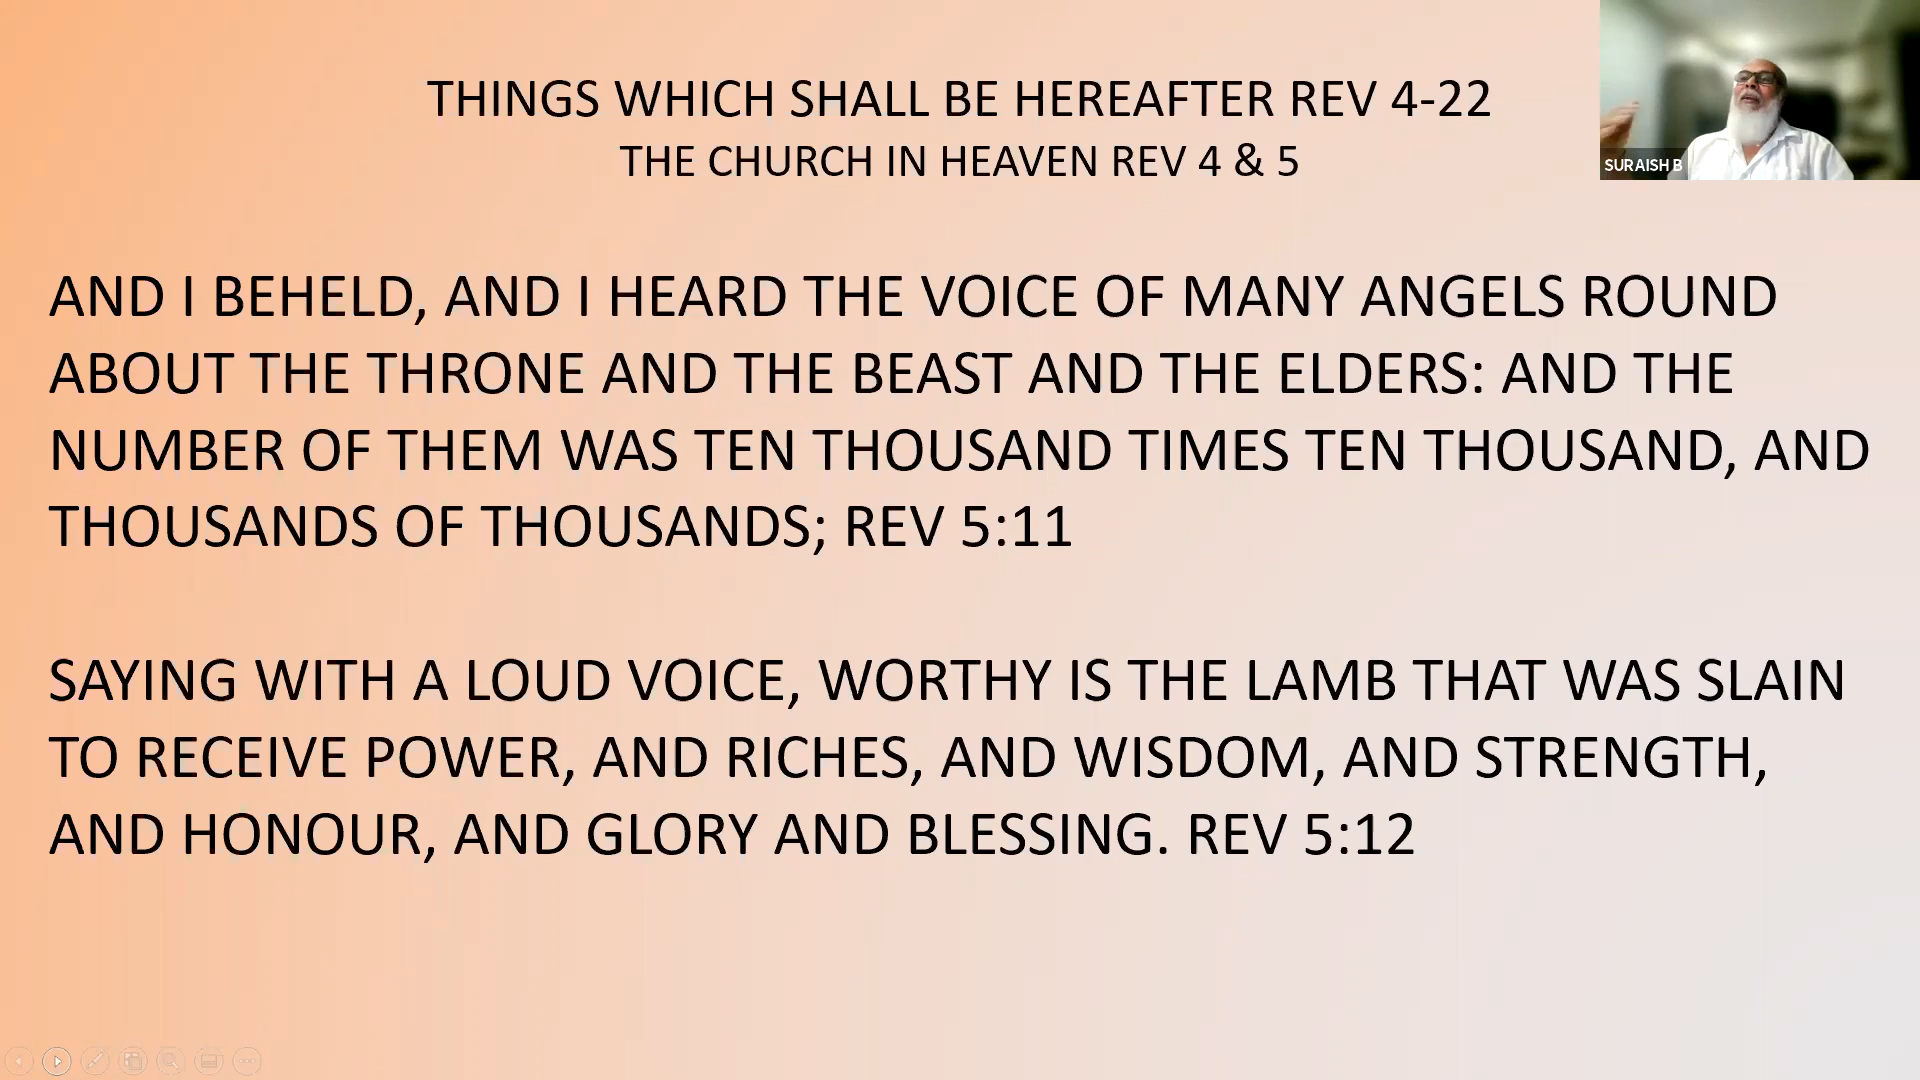 THINGS WHICH SHALL BE HEREAFTER REV 4-22
THE CHURCH IN HEAVEN REV 4 & 5
SURAISH B
AND I BEHELD, AND I HEARD THE VOICE OF MANY ANGELS ROUND
ABOUT THE THRONE AND THE BEAST AND THE ELDERS: AND THE
NUMBER OF THEM WAS TEN THOUSAND TIMES TEN THOUSAND, AND
THOUSANDS OF THOUSANDS; REV 5:11
SAYING WITH A LOUD VOICE, WORTHY IS THE LAMB THAT WAS SLAIN
TO RECEIVE POWER, AND RICHES, AND WISDOM, AND STRENGTH,
AND HONOUR, AND GLORY AND BLESSING. REV 5:12